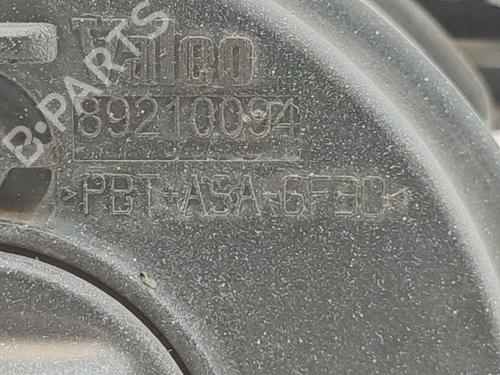 Valeo
89210094
>PBT-ASA-GF30<
B-PARTS